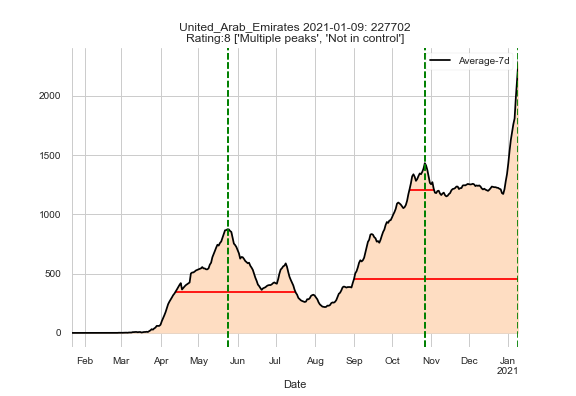 United_Arab_Emirates 2021-01-09: 227702
Rating:8 ['Multiple peaks', 'Not in control']
Average-7d
2000
1500
1000
500
0
Feb Mar Apr May Jun Jul Aug Sep Oct Nov Dec Jan
2021
Date